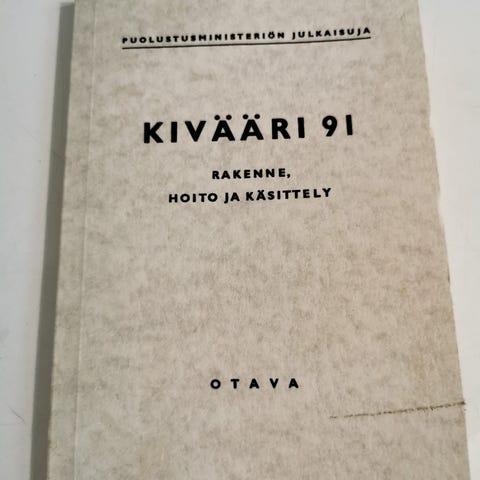 PUOLUSTUSMINISTERIÖN JULKAISUJA
KIVÄÄRI 91
RAKENNE,
HOITO JA KÄSITTELY
OTAVA